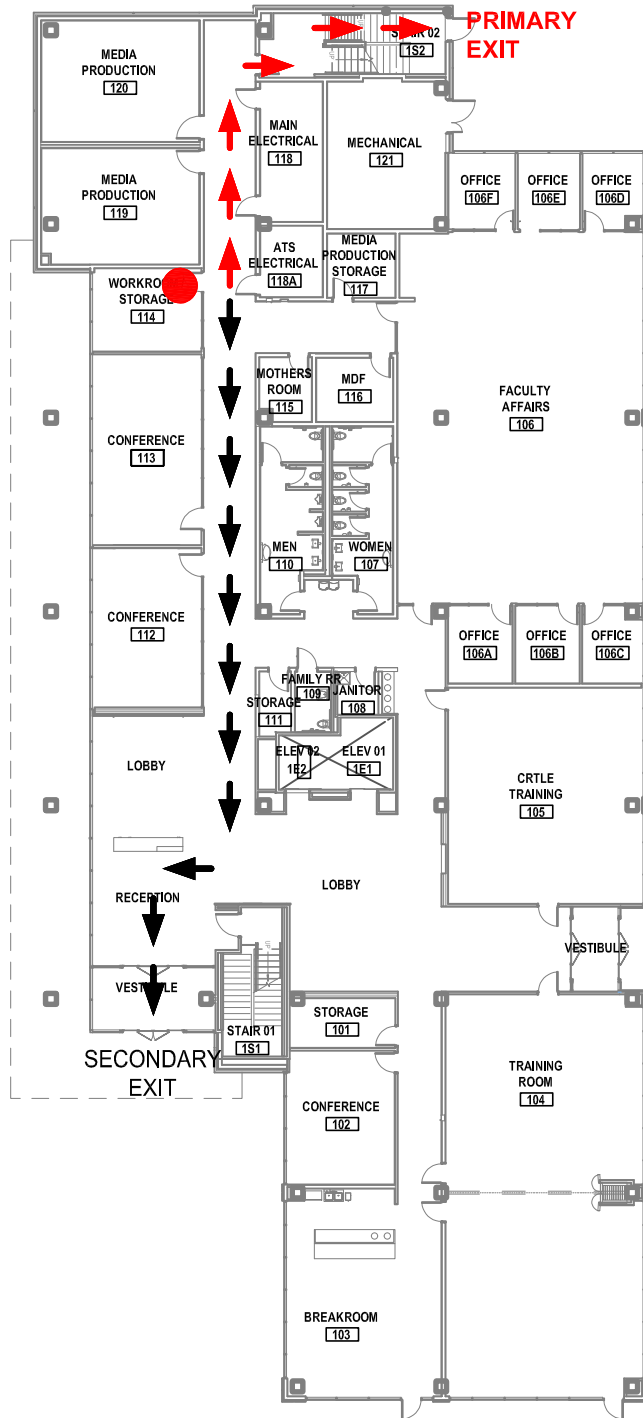 PRIMARY
EXIT
UP
STAIR 02
1S2
MEDIA
PRODUCTION
120
MAIN
ELECTRICAL
118
MECHANICAL
121
MEDIA
PRODUCTION
119
OFFICE
106F
OFFICE
106E
OFFICE
106D
ATS
ELECTRICAL
118A
MEDIA
PRODUCTION
STORAGE
117
WORKROOM
STORAGE
114
MOTHERS
ROOM
115
MDF
116
FACULTY
AFFAIRS
106
CONFERENCE
113
MEN
110
WOMEN
107
CONFERENCE
112
OFFICE
106A
OFFICE
106B
OFFICE
106C
FAMILY RR
109
JANITOR
108
STORAGE
111
ELEV 02
1E2
ELEV 01
1E1
LOBBY
CRTLE
TRAINING
105
LOBBY
RECEPTION
UP
VESTIBULE
VESTIBULE
STAIR 01
1S1
STORAGE
101
SECONDARY
EXIT
TRAINING
ROOM
104
CONFERENCE
102
BREAKROOM
103